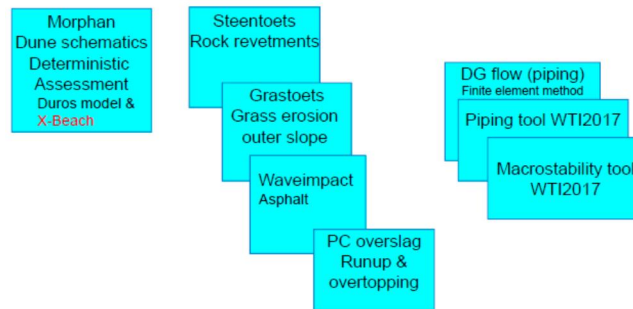 Morphan
Dune schematics
Deterministic
Assessment
Duros model &
X-Beach
Steentoets
Rock revetments
Grastoets
Grass erosion
outer slope
Waveimpact
Asphalt
PC overslag
Runup &
overtopping
DG flow (piping)
Finite element method
Piping tool WTI2017
Macrostability tool
WTI2017